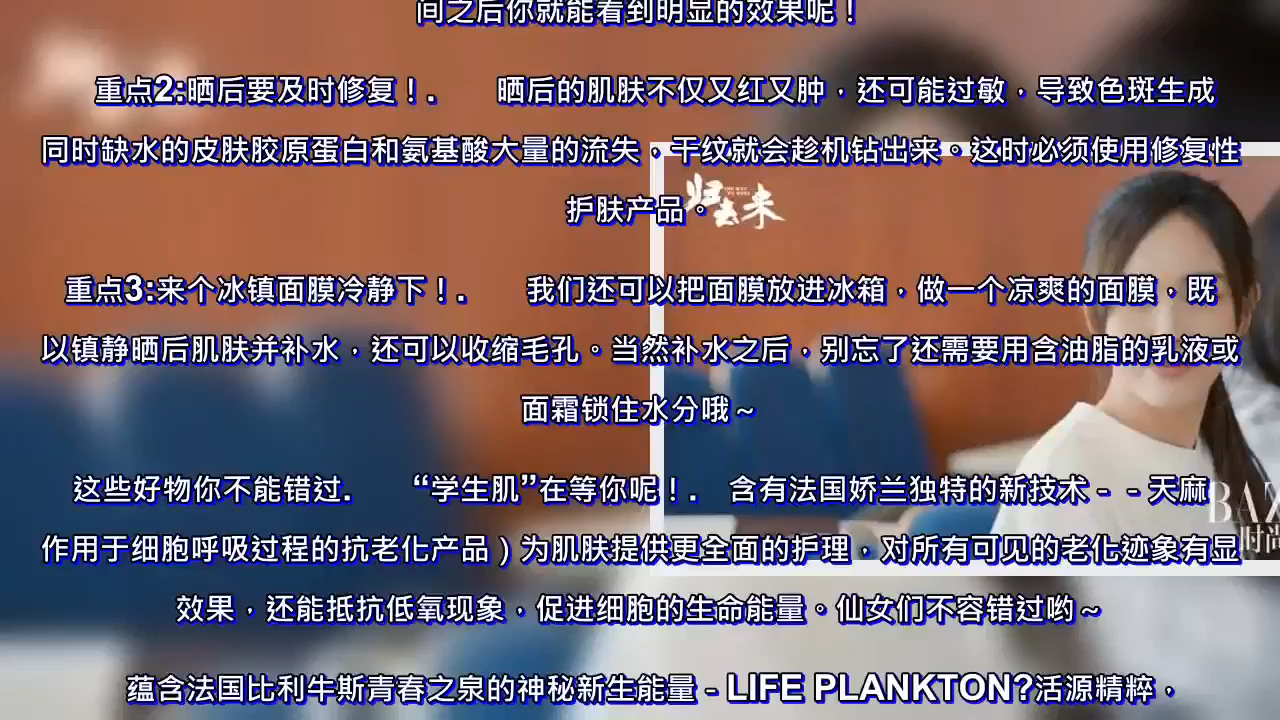 间之后你就能看到明显的效果呢！
重点2:晒后要及时修复！. 晒后的肌肤不仅又红又肿，还可能过敏，导致色斑生成
同时缺水的皮肤胶原蛋白和氨基酸大量的流失，干纹就会趁机钻出来。这时必须使用修复性
护肤产品。
归去来
THE WAY WE WERE
重点3:来个冰镇面膜冷静下！. 我们还可以把面膜放进冰箱，做一个凉爽的面膜，既
以镇静晒后肌肤并补水，还可以收缩毛孔。当然补水之后，别忘了还需要用含油脂的乳液或
面霜锁住水分哦～
这些好物你不能错过. “学生肌”在等你呢！. 含有法国娇兰独特的新技术－－天麻
BAZ
作用于细胞呼吸过程的抗老化产品）为肌肤提供更全面的护理，对所有可见的老化迹象有显
时尚
效果，还能抵抗低氧现象，促进细胞的生命能量。仙女们不容错过哟～
蕴含法国比利牛斯青春之泉的神秘新生能量－LIFE PLANKTON?活源精粹，